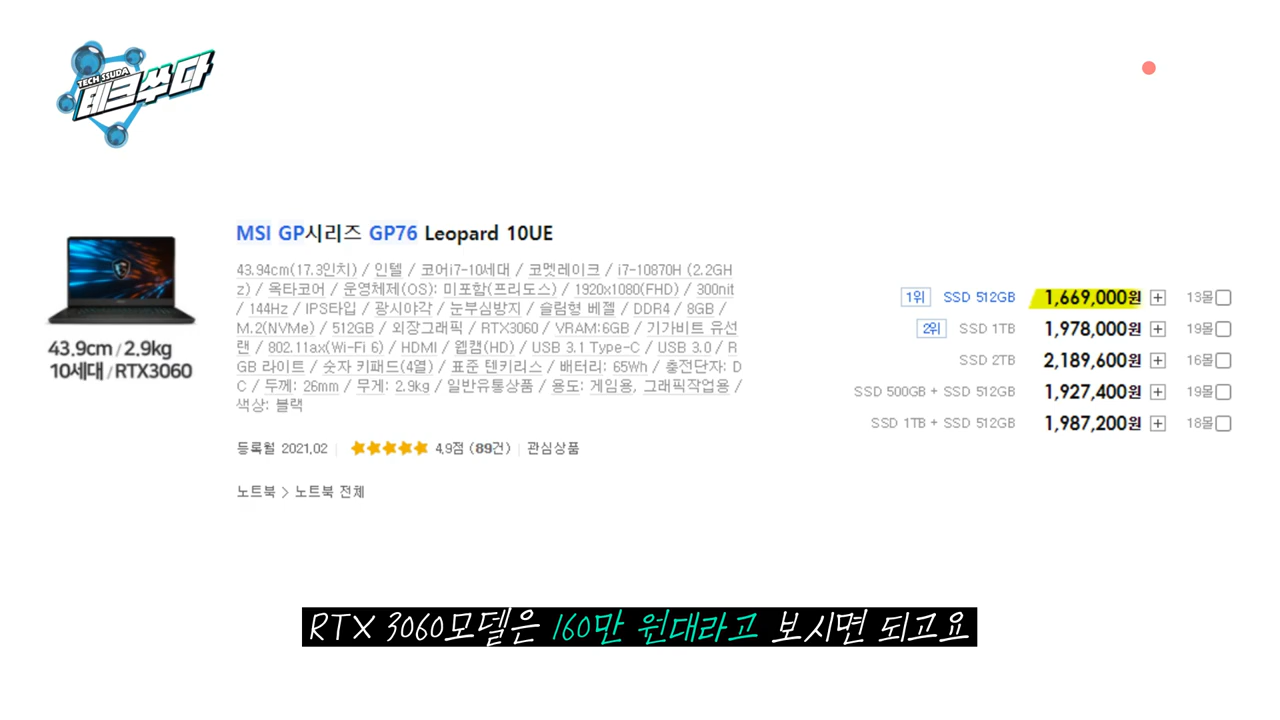 TECH SSUDA
테크쑤다
MSI GP시리즈 GP76 Leopard 10UE
43.94cm(17.3인치) / 인텔 / 코어i7-10세대 / 코멧레이크 / i7-10870H (2.2GH
z) / 옥타코어 / 운영체제(OS): 미포함(프리도스) / 1920x1080(FHD) / 300nit
/ 144Hz / IPS타입 / 광시야각 / 눈부심방지 / 슬림형 베젤 / DDR4 / 8GB /
M.2(NVMe) / 512GB / 외장그래픽 / RTX3060 / VRAM:6GB / 기가비트 유선
랜 / 802.11ax(Wi-Fi 6) / HDMI / 웹캠(HD) / USB 3.1 Type-C / USB 3.0 / R
GB 라이트 / 숫자 키패드(4열) / 표준 텐키리스 / 배터리: 65Wh / 충전단자: D
C / 두께: 26mm / 무게: 2.9kg / 일반유통상품 / 용도: 게임용, 그래픽작업용 /
색상: 블랙
43.9cm / 2.9kg
10세대 / RTX3060
등록월 2021.02 | 4.9점 (89건) | 관심상품
노트북 > 노트북 전체
1위 SSD 512GB 1,669,000원 + 13몰
2위 SSD 1TB 1,978,000원 + 19몰
SSD 2TB 2,189,600원 + 16몰
SSD 500GB + SSD 512GB 1,927,400원 + 19몰
SSD 1TB + SSD 512GB 1,987,200원 + 18몰
RTX 3060모델은 160만 원대라고 보시면 되고요